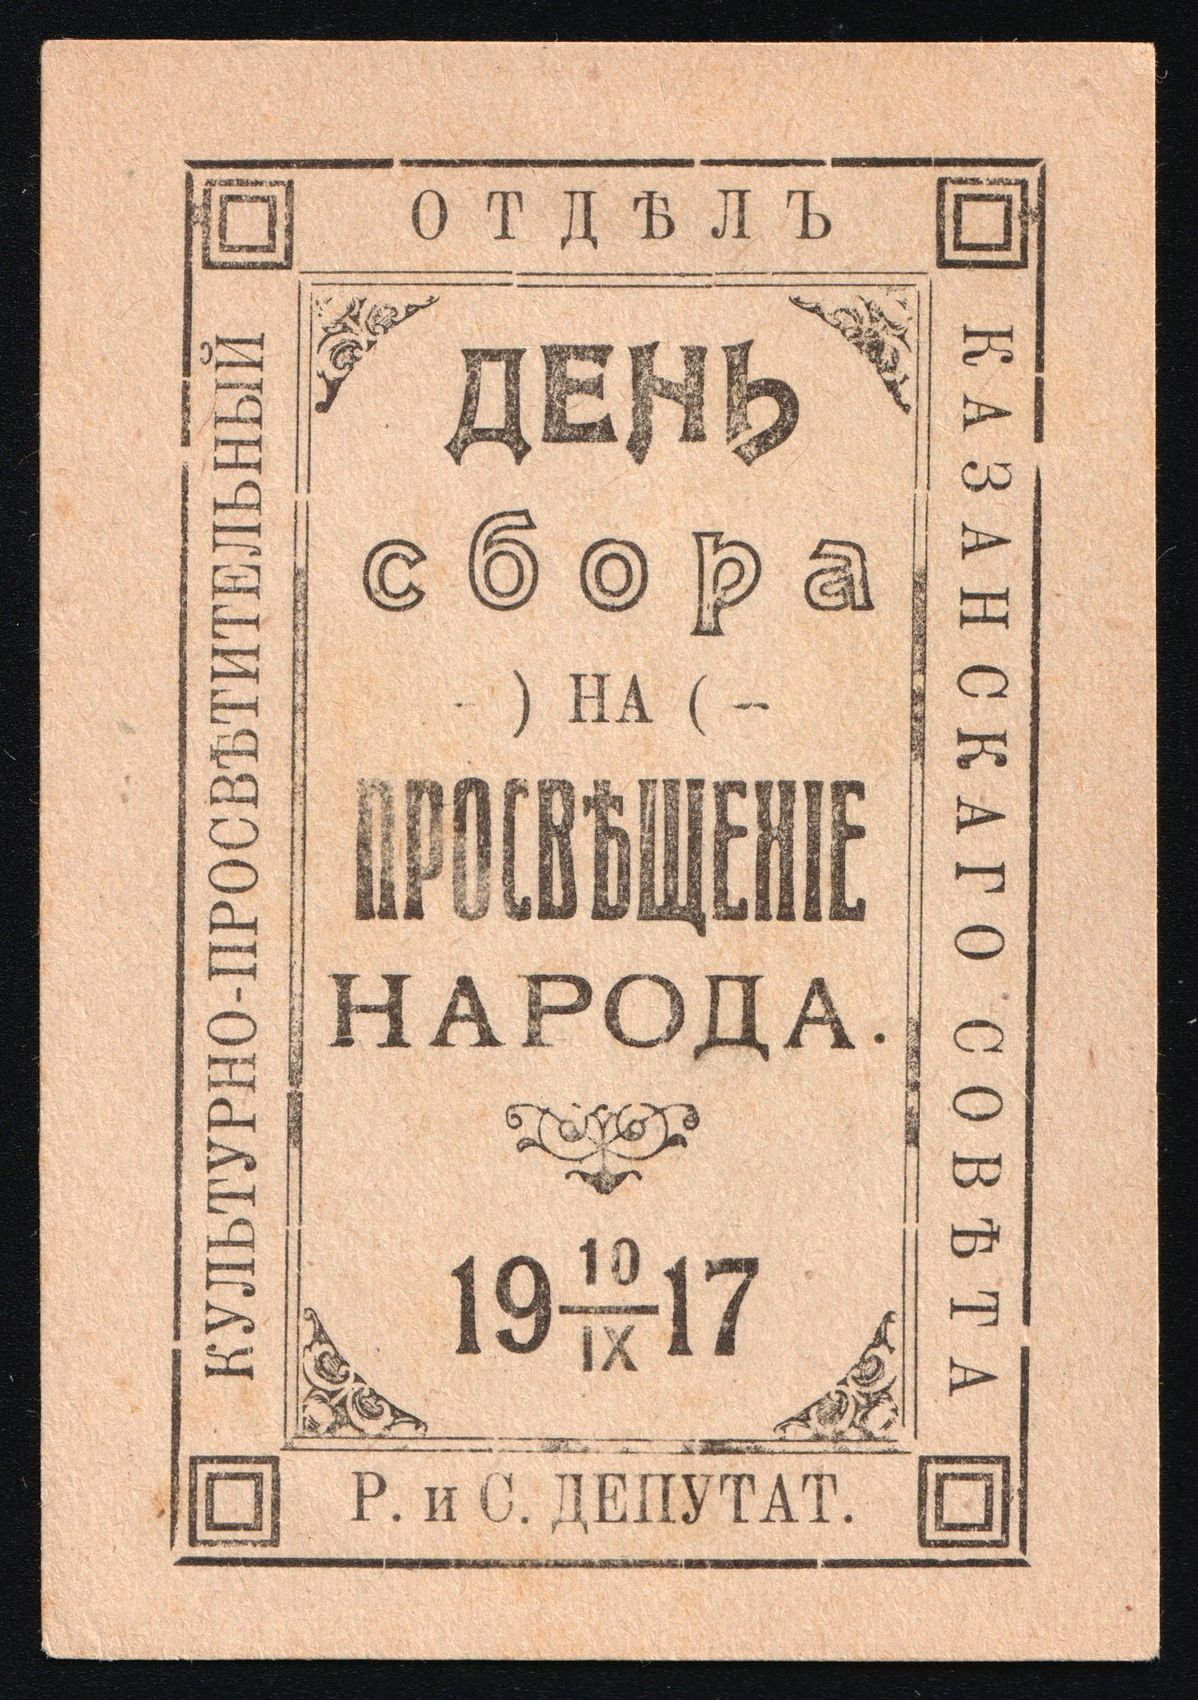 КУЛЬТУРНО-ПРОСВѢТИТЕЛЬНЫЙ
ОТДѢЛЪ
КАЗАНСКАГО СОВѢТА
Р. и С. ДЕПУТАТ.
ДЕНЬ
сбора
-) НА (-
ПРОСВѢЩЕНІЕ
НАРОДА.
19 10/IX 17